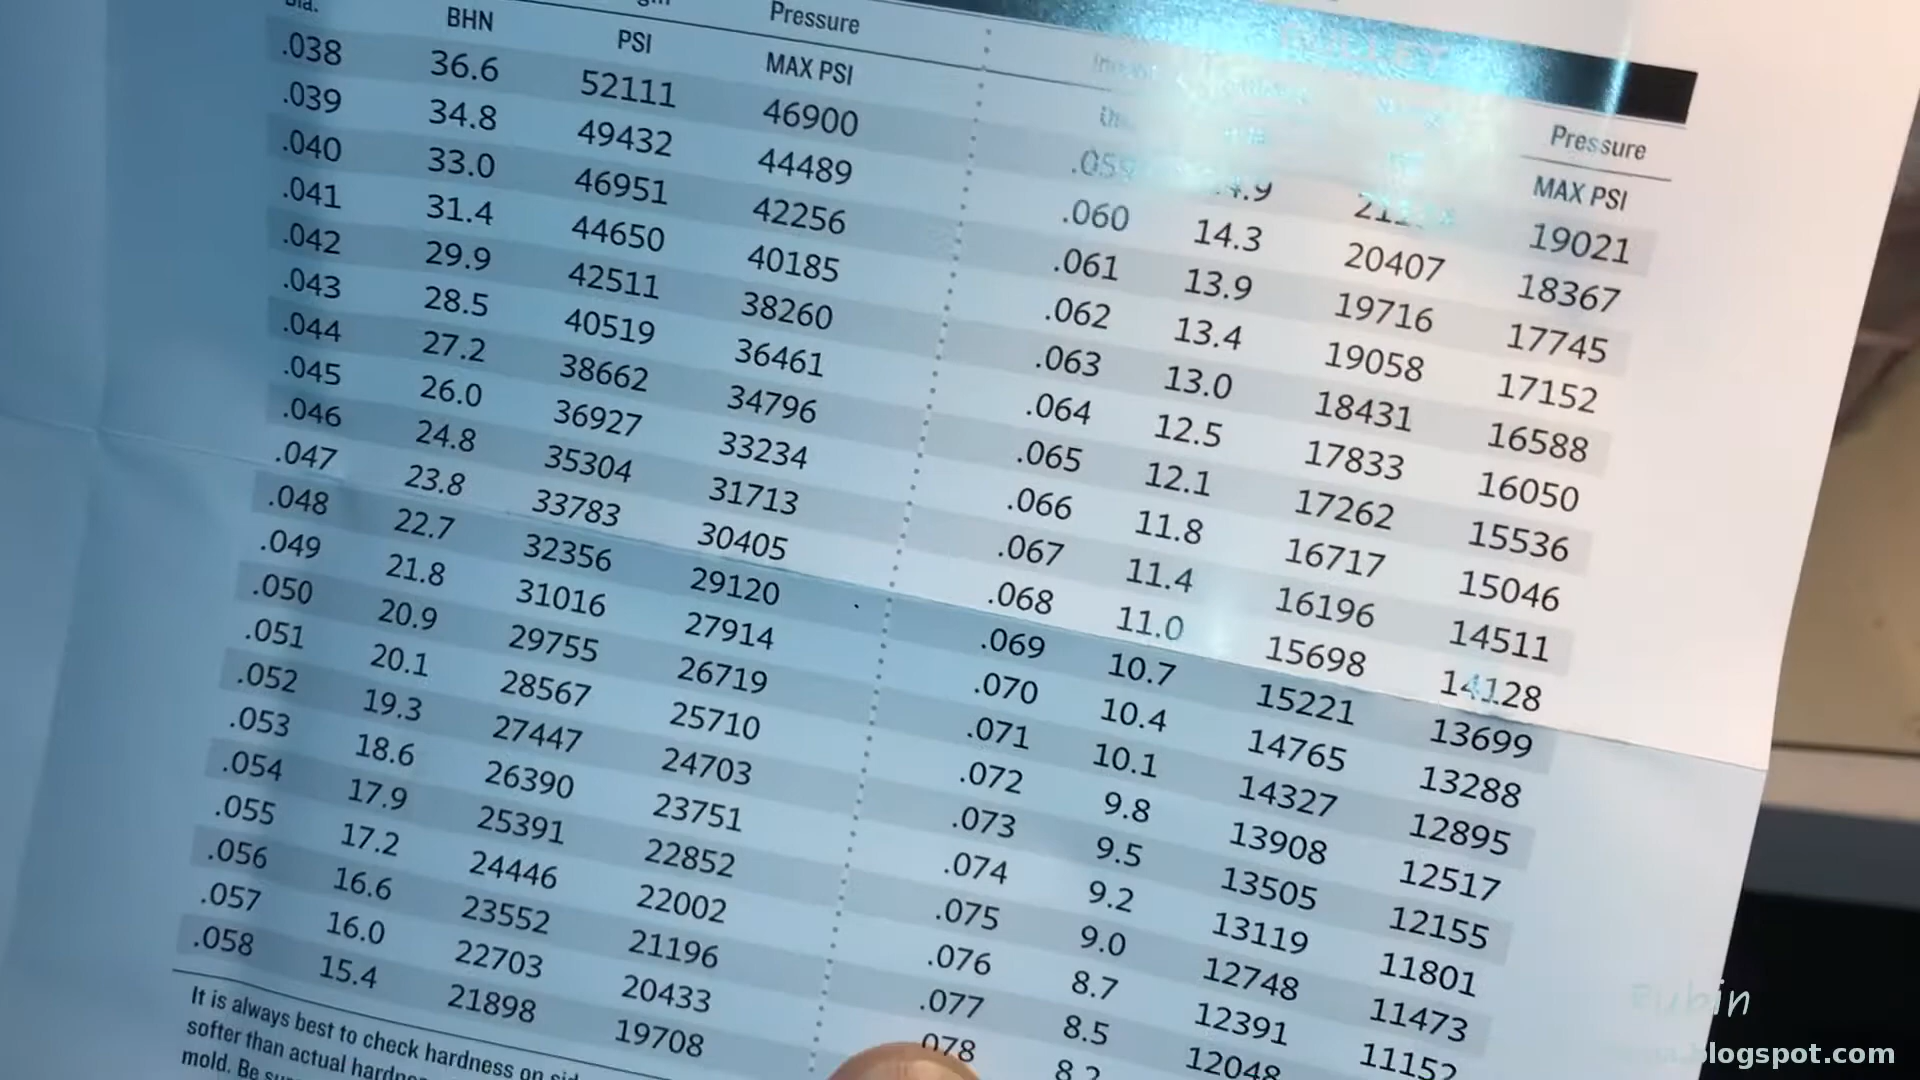 Pressure
BHN PSI MAX PSI
.038 36.6 52111 46900
.039 34.8 49432 44489
.040 33.0 46951 42256
.041 31.4 44650 40185
.042 29.9 42511 38260
.043 28.5 40519 36461
.044 27.2 38662 34796
.045 26.0 36927 33234
.046 24.8 35304 31713
.047 23.8 33783 30405
.048 22.7 32356 29120
.049 21.8 31016 27914
.050 20.9 29755 26719
.051 20.1 28567 25710
.052 19.3 27447 24703
.053 18.6 26390 23751
.054 17.9 25391 22852
.055 17.2 24446 22002
.056 16.6 23552 21196
.057 16.0 22703 20433
.058 15.4 21898 19708
It is always best to check hardness on
softer than actual
mold. Be
BULLET
Pressure
MAX PSI
.059 19021
.060 14.3 20407 18367
.061 13.9 19716 17745
.062 13.4 19058 17152
.063 13.0 18431 16588
.064 12.5 17833 16050
.065 12.1 17262 15536
.066 11.8 16717 15046
.067 11.4 16196 14511
.068 11.0 15698 14128
.069 10.7 15221 13699
.070 10.4 14765 13288
.071 10.1 14327 12895
.072 9.8 13908 12517
.073 9.5 13505 12155
.074 9.2 13119 11801
.075 9.0 12748 11473
.076 8.7 12391 11152
.077 8.5 12048
.078 8.2
.blogspot.com